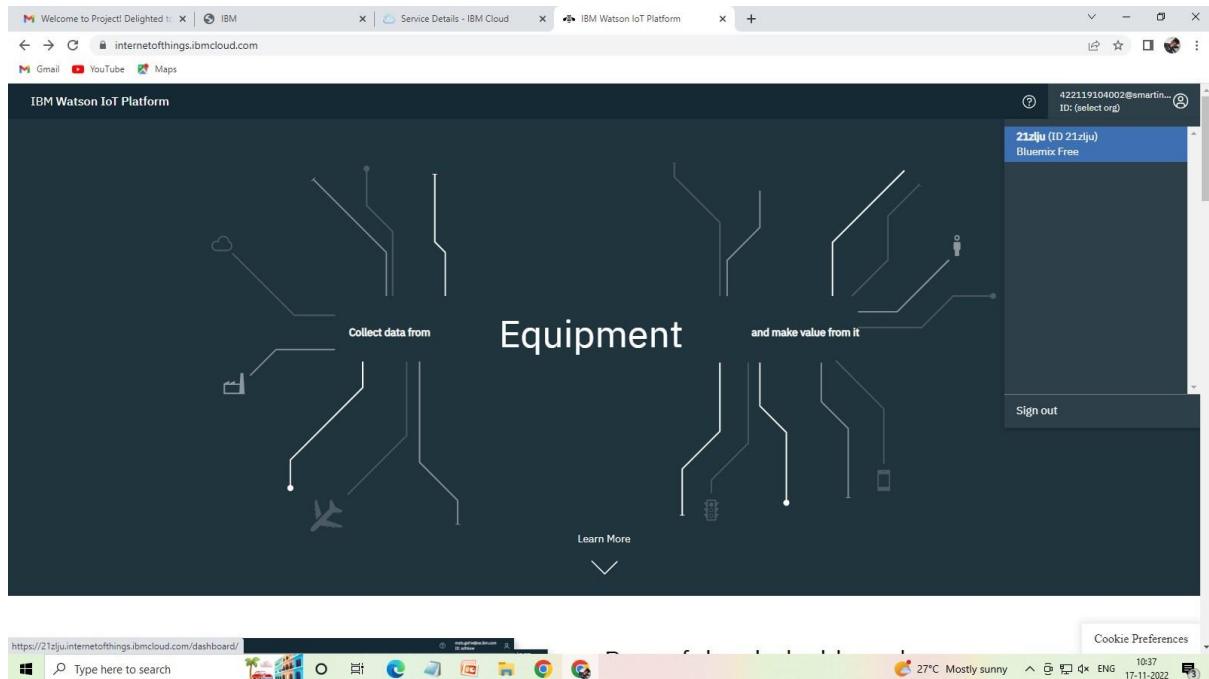 Welcome to Project! Delighted to
IBM
Service Details - IBM Cloud
IBM Watson IoT Platform
internetofthings.ibmcloud.com
Gmail
YouTube
Maps
IBM Watson IoT Platform
422119104002@smartin...
ID: (select org)
21zlju (ID 21zlju)
Bluemix Free
Collect data from
Equipment
and make value from it
Sign out
Learn More
Cookie Preferences
https://21zlju.internetofthings.ibmcloud.com/dashboard/
Type here to search
27°C Mostly sunny
ENG
10:37
17-11-2022